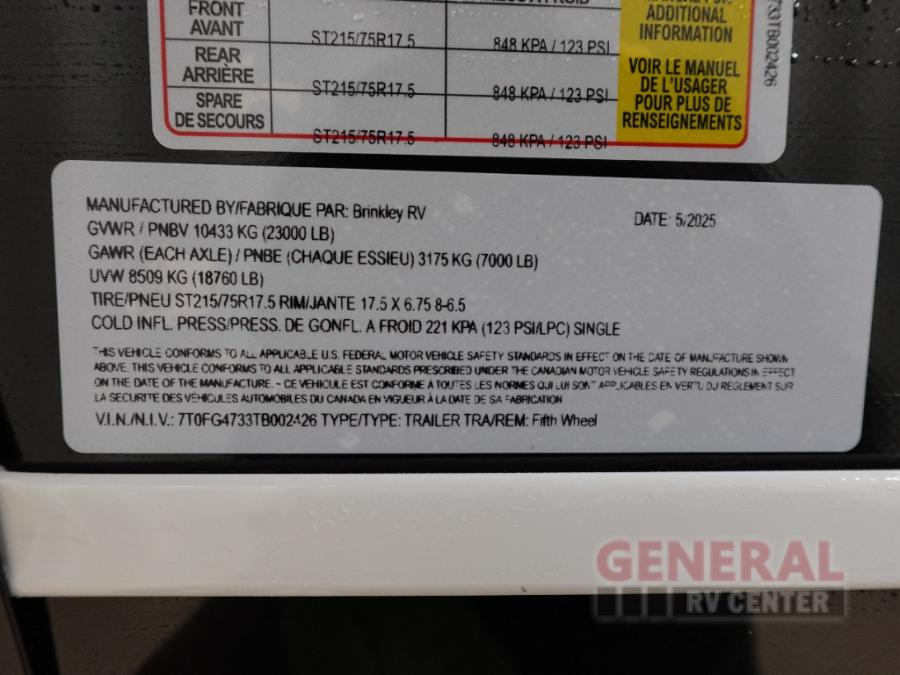 FRONT
AVANT
ST215/75R17.5
848 KPA / 123 PSI
ADDITIONAL
INFORMATION
REAR
ARRIÈRE
ST215/75R17.5
848 KPA / 123 PSI
VOIR LE MANUEL
DE L'USAGER
POUR PLUS DE
RENSEIGNEMENTS
SPARE
DE SECOURS
ST215/75R17.5
848 KPA / 123 PSI
733TB002426
MANUFACTURED BY/FABRIQUE PAR: Brinkley RV
DATE: 5/2025
GVWR / PNBV 10433 KG (23000 LB)
GAWR (EACH AXLE) / PNBE (CHAQUE ESSIEU) 3175 KG (7000 LB)
UVW 8509 KG (18760 LB)
TIRE/PNEU ST215/75R17.5 RIM/JANTE 17.5 X 6.75 8-6.5
COLD INFL. PRESS/PRESS. DE GONFL. A FROID 221 KPA (123 PSI/LPC) SINGLE
THIS VEHICLE CONFORMS TO ALL APPLICABLE U.S. FEDERAL MOTOR VEHICLE SAFETY STANDARDS IN EFFECT ON THE DATE OF MANUFACTURE SHOWN
ABOVE. THIS VEHICLE CONFORMS TO ALL APPLICABLE STANDARDS PRESCRIBED UNDER THE CANADIAN MOTOR VEHICLE SAFETY REGULATIONS IN EFFECT
ON THE DATE OF THE MANUFACTURE. - CE VEHICULE EST CONFORME A TOUTES LES NORMES QUI LUI SONT APPLICABLES EN VERTU DU REGLEMENT SUR
LA SECURITE DES VÉHICULES AUTOMOBILES DU CANADA EN VIGUEUR À LA DATE DE SA FABRICATION
V.I.N./N.I.V.: 7T0FG4733TB002426 TYPE/TYPE: TRAILER TRA/REM: Fifth Wheel
GENERAL
RV CENTER